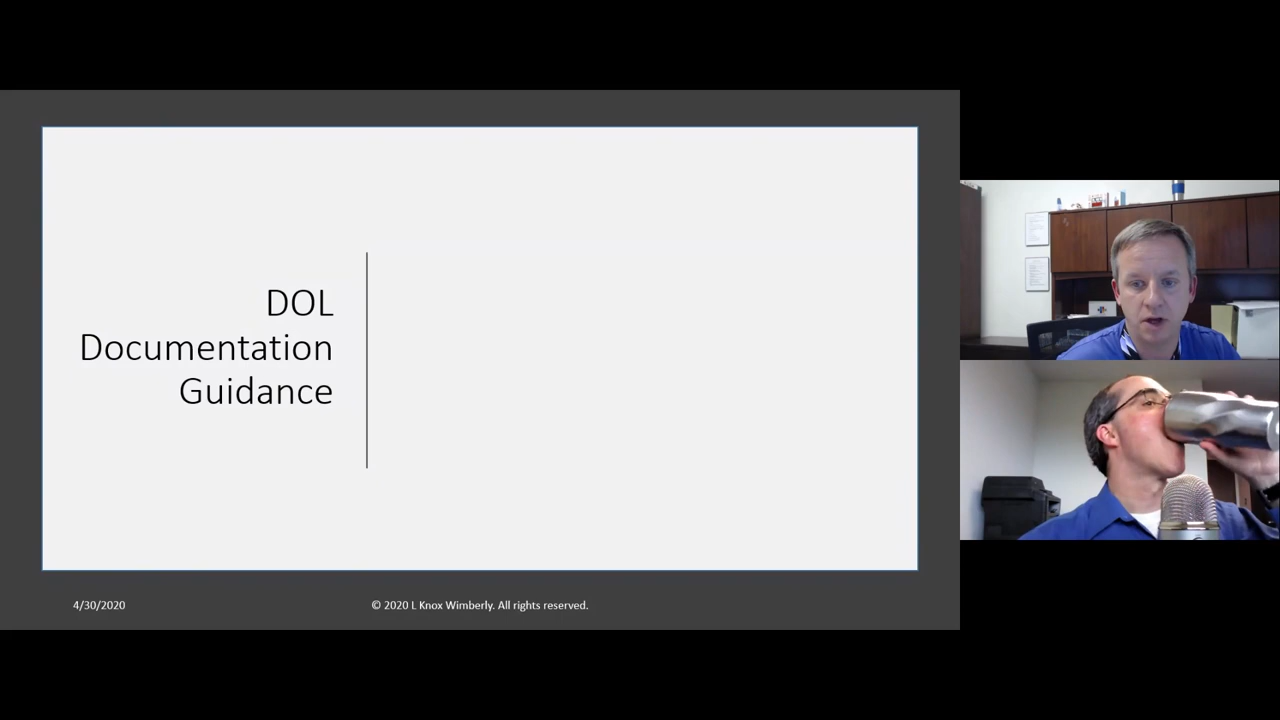 DOL
Documentation
Guidance
4/30/2020
© 2020 L Knox Wimberly. All rights reserved.